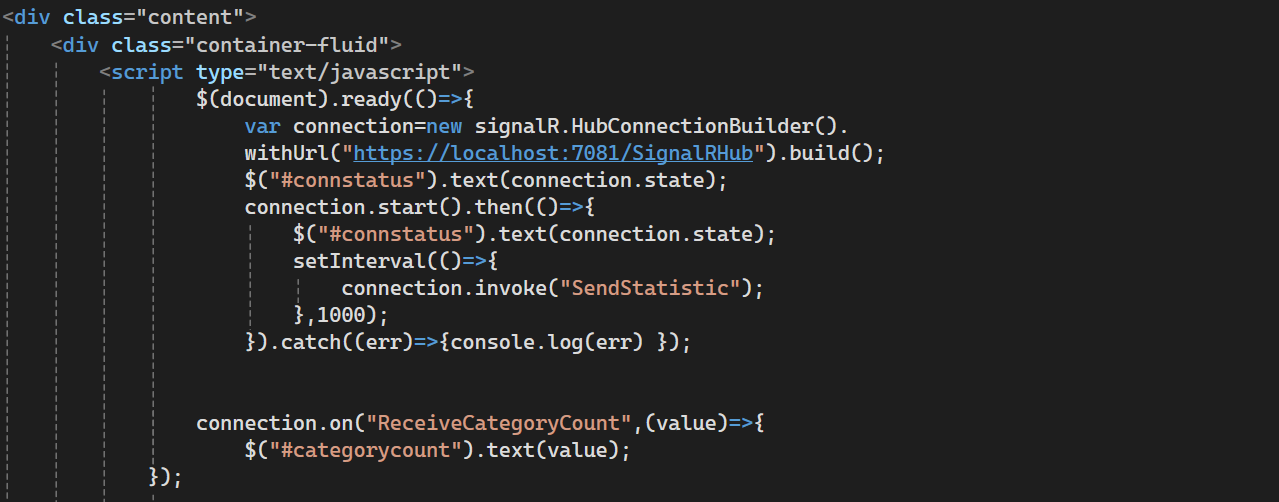 <div class="content">
<div class="container-fluid">
<script type="text/javascript">
$(document).ready(()=>{
var connection=new signalR.HubConnectionBuilder().
withUrl("https://localhost:7081/SignalRHub").build();
$("#connstatus").text(connection.state);
connection.start().then(()=>{
$("#connstatus").text(connection.state);
setInterval(()=>{
connection.invoke("SendStatistic");
},1000);
}).catch((err)=>{console.log(err) });
connection.on("ReceiveCategoryCount",(value)=>{
$("#categorycount").text(value);
});